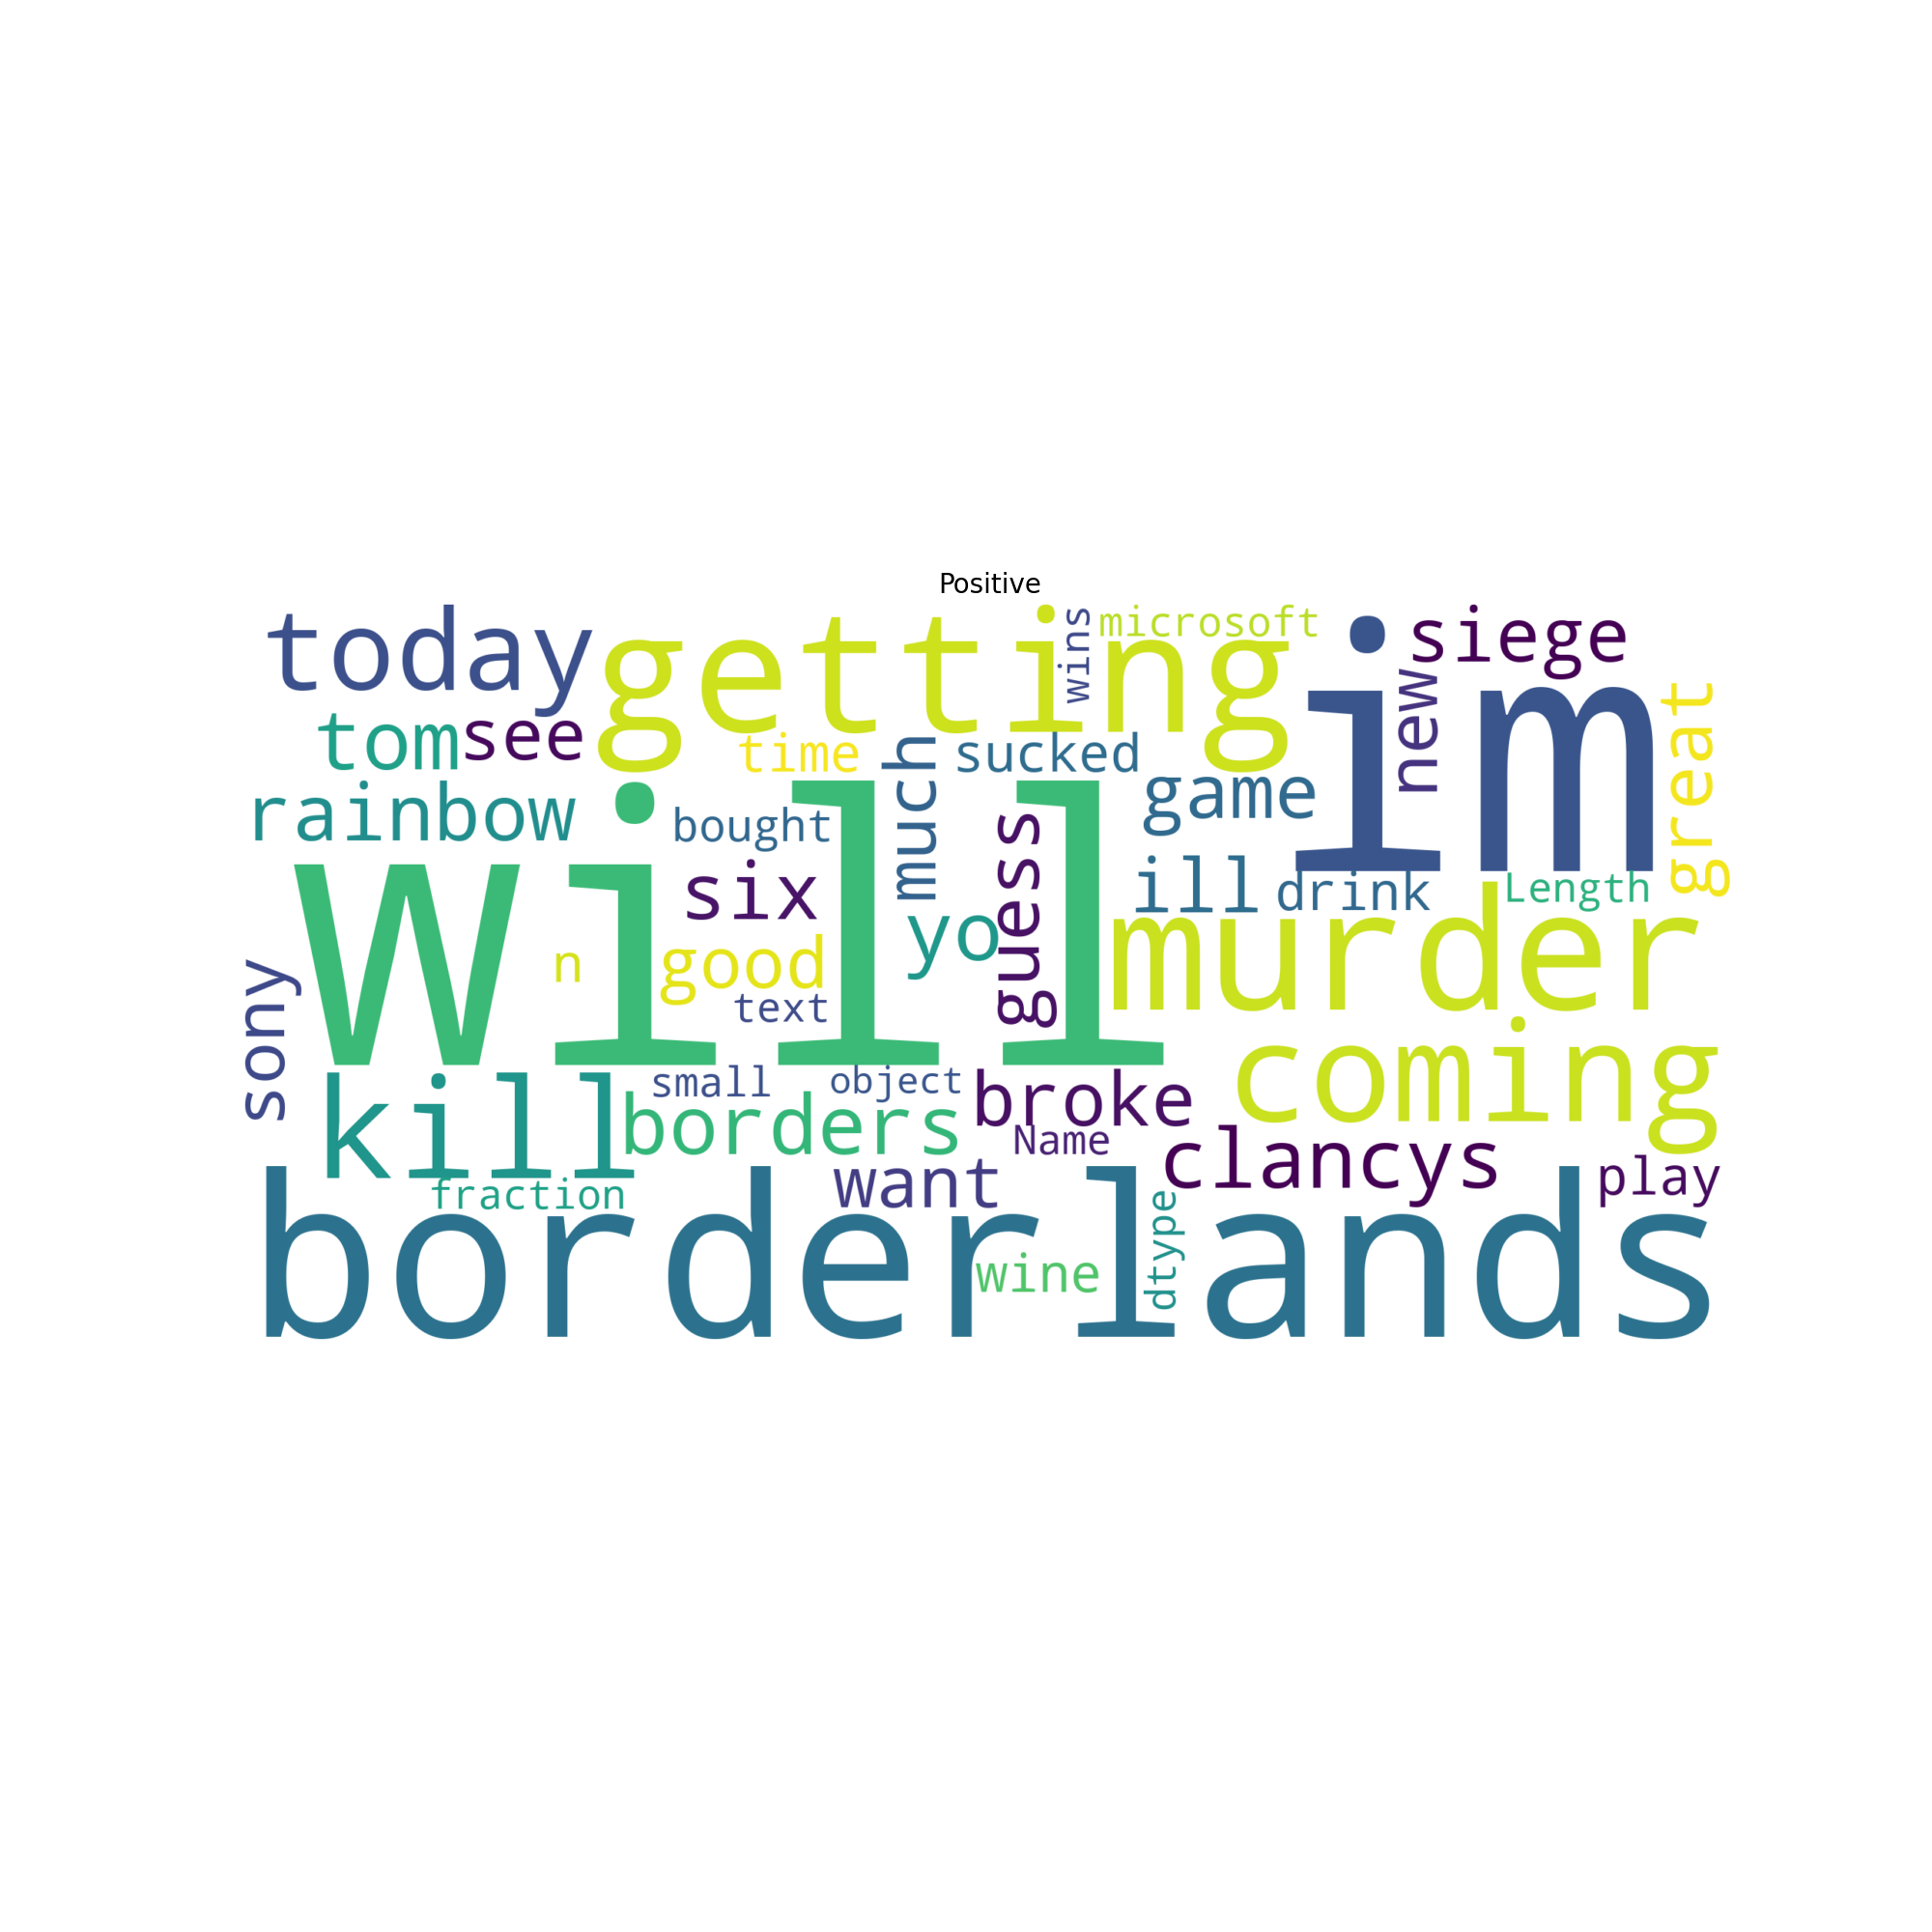 Positive
today
getting
wins
microsoft
im
siege
new
great
tom
see
time
much
sucked
game
rainbow
bought
will
six
guess
ill
drink
Length
yo
murder
n
good
text
sony
coming
kill
small
object
borders
broke
Name
clancys
want
play
fraction
borderlands
wine
dtype